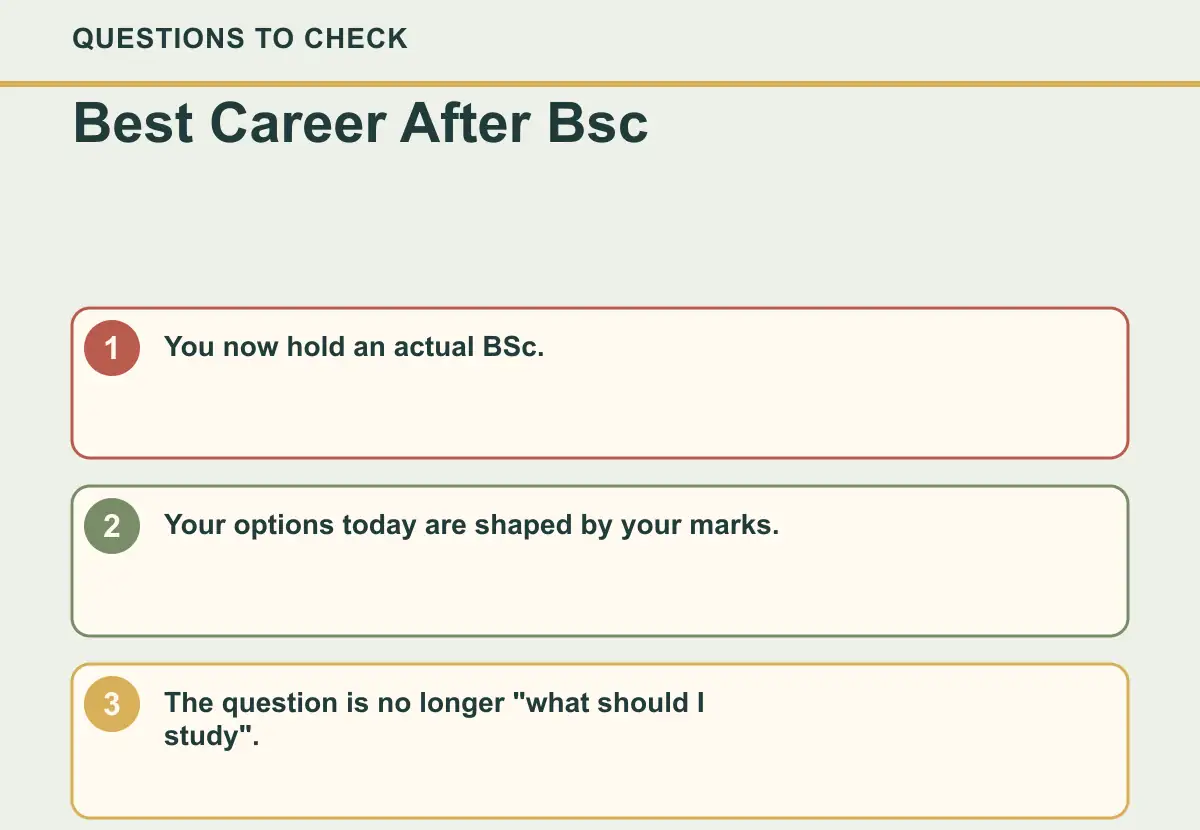 QUESTIONS TO CHECK
Best Career After Bsc
1
You now hold an actual BSc.
2
Your options today are shaped by your marks.
3
The question is no longer "what should I
study".